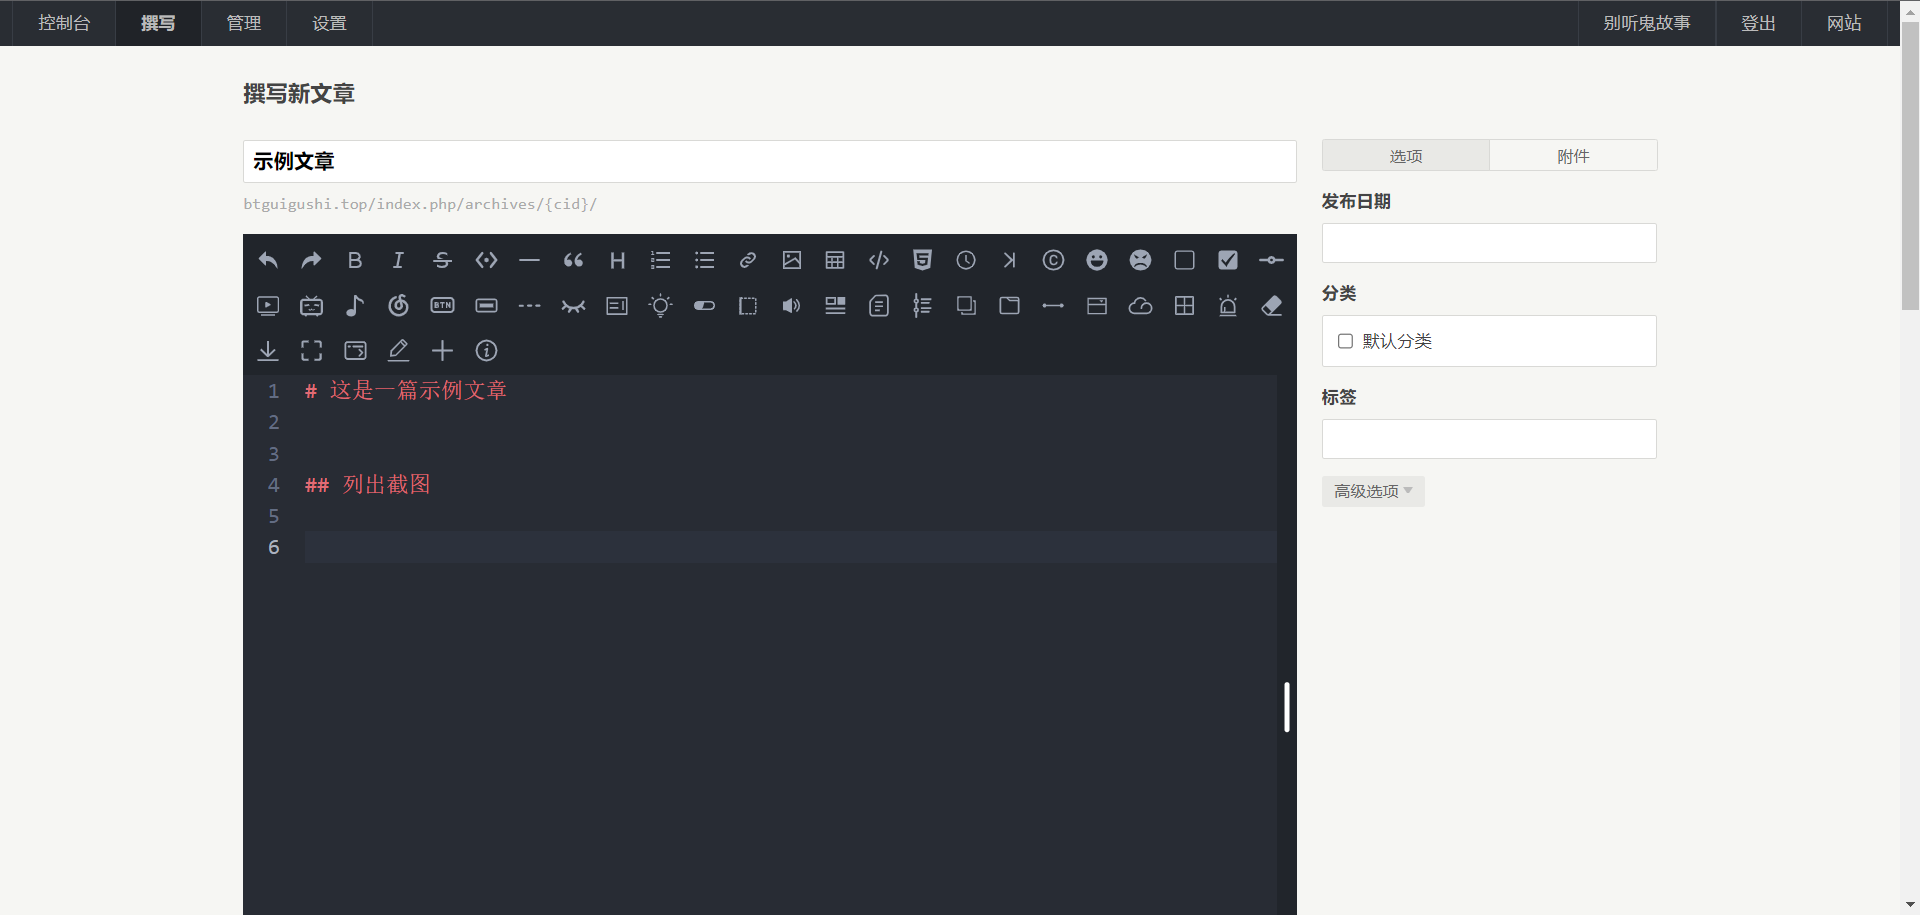 控制台 撰写 管理 设置 别听鬼故事 登出 网站
撰写新文章
示例文章
btguigushi.top/index.php/archives/{cid}/
BTN
1 # 这是一篇示例文章
2
3
4 ## 列出截图
5
6
选项 附件
发布日期
分类
默认分类
标签
高级选项